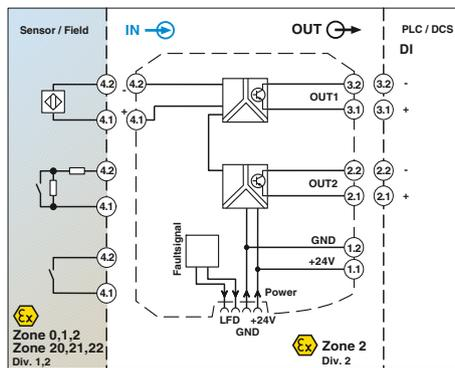 Sensor / Field
IN
OUT
PLC / DCS
DI
4.2 - 4.2
3.2 3.2 -
OUT1
4.1 + 4.1
3.1 3.1 +
4.2
2.2 2.2 -
OUT2
4.1
2.1 2.1 +
GND
1.2
4.2
+24V
1.1
Faultsignal
4.1
Power
LFD +24V
GND
Ex
Zone 0,1,2
Zone 20,21,22
Div. 1,2
Ex
Zone 2
Div. 2